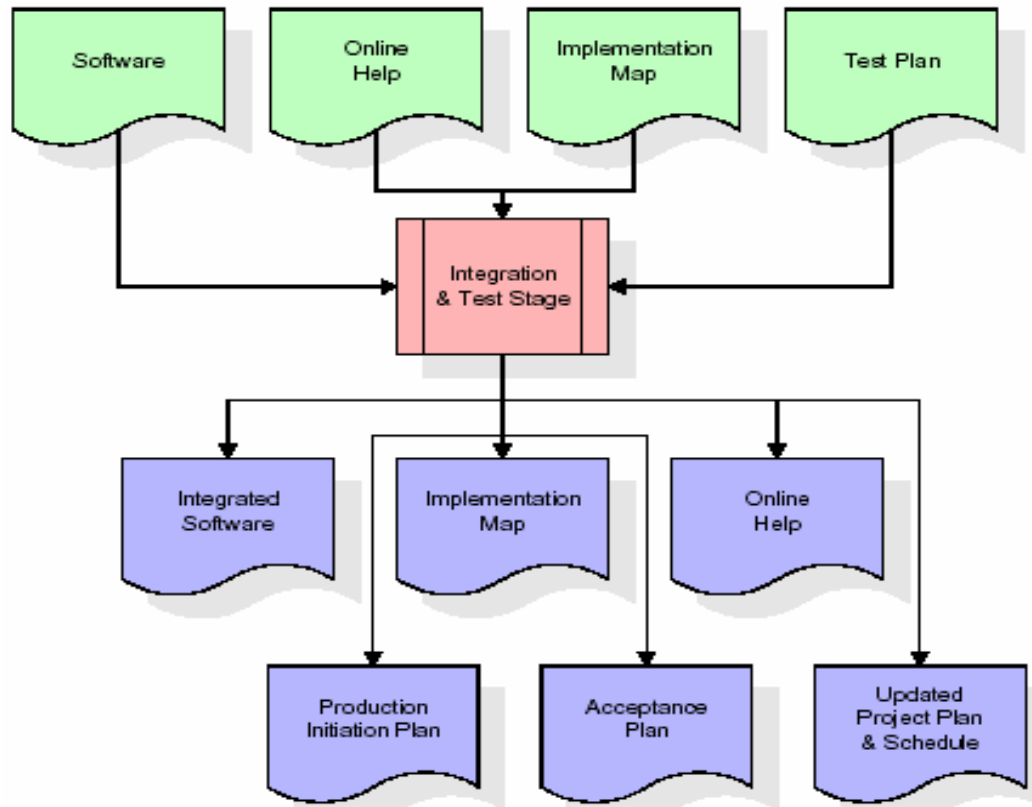 Software
Online
Help
Implementation
Map
Test Plan
Integration
& Test Stage
Integrated
Software
Implementation
Map
Online
Help
Production
Initiation Plan
Acceptance
Plan
Updated
Project Plan
& Schedule